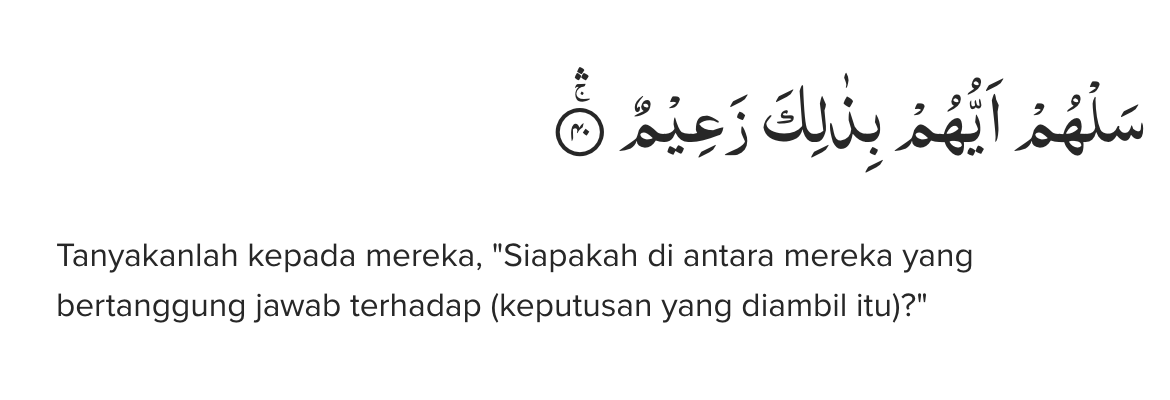 سَلْهُمْ اَيُّهُمْ بِذٰلِكَ زَعِيْمٌۚ ۛ ٤٠
Tanyakanlah kepada mereka, "Siapakah di antara mereka yang
bertanggung jawab terhadap (keputusan yang diambil itu)?"